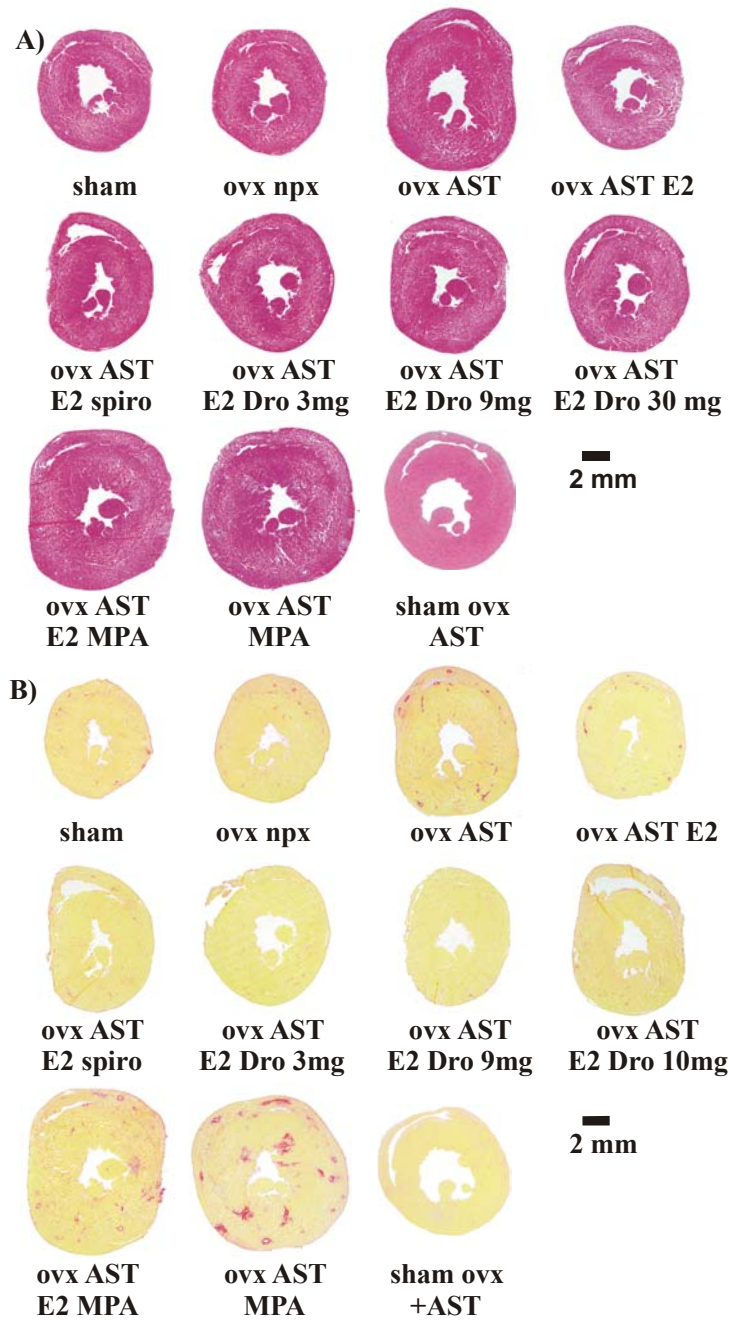 A)
sham
ovx npx
ovx AST
ovx AST E2
ovx AST
E2 spiro
ovx AST
E2 Dro 3mg
ovx AST
E2 Dro 9mg
ovx AST
E2 Dro 30 mg
2 mm
ovx AST
E2 MPA
ovx AST
MPA
sham ovx
AST
B)
sham
ovx npx
ovx AST
ovx AST E2
ovx AST
E2 spiro
ovx AST
E2 Dro 3mg
ovx AST
E2 Dro 9mg
ovx AST
E2 Dro 10mg
2 mm
ovx AST
E2 MPA
ovx AST
MPA
sham ovx
+AST